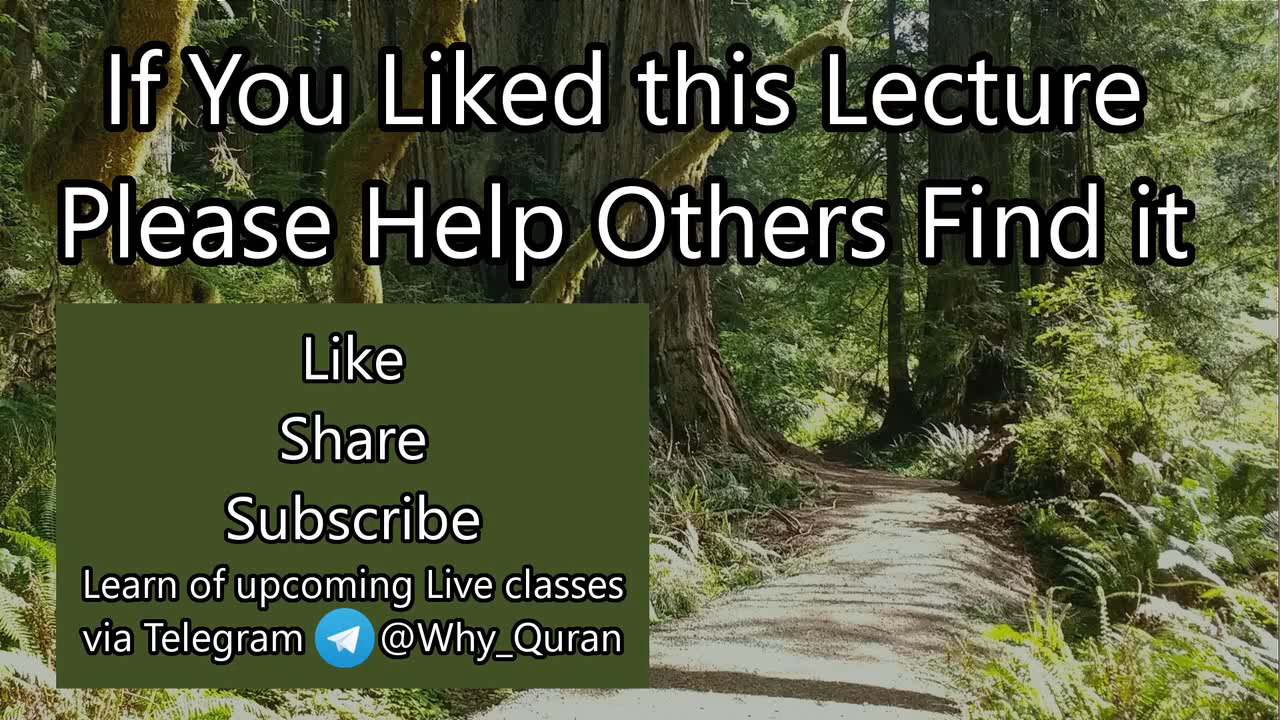 If You Liked this Lecture
Please Help Others Find it
Like
Share
Subscribe
Learn of upcoming Live classes
via Telegram @Why_Quran